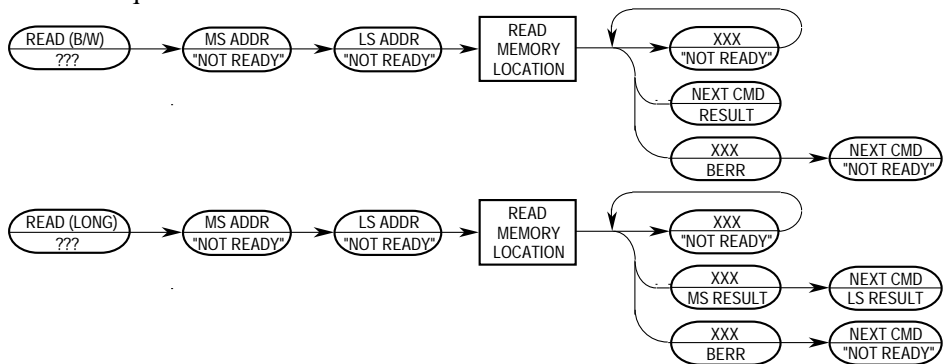 READ (B/W)
???
MS ADDR
"NOT READY"
LS ADDR
"NOT READY"
READ
MEMORY
LOCATION
XXX
"NOT READY"
NEXT CMD
RESULT
XXX
BERR
NEXT CMD
"NOT READY"
READ (LONG)
???
MS ADDR
"NOT READY"
LS ADDR
"NOT READY"
READ
MEMORY
LOCATION
XXX
"NOT READY"
XXX
MS RESULT
NEXT CMD
LS RESULT
XXX
BERR
NEXT CMD
"NOT READY"